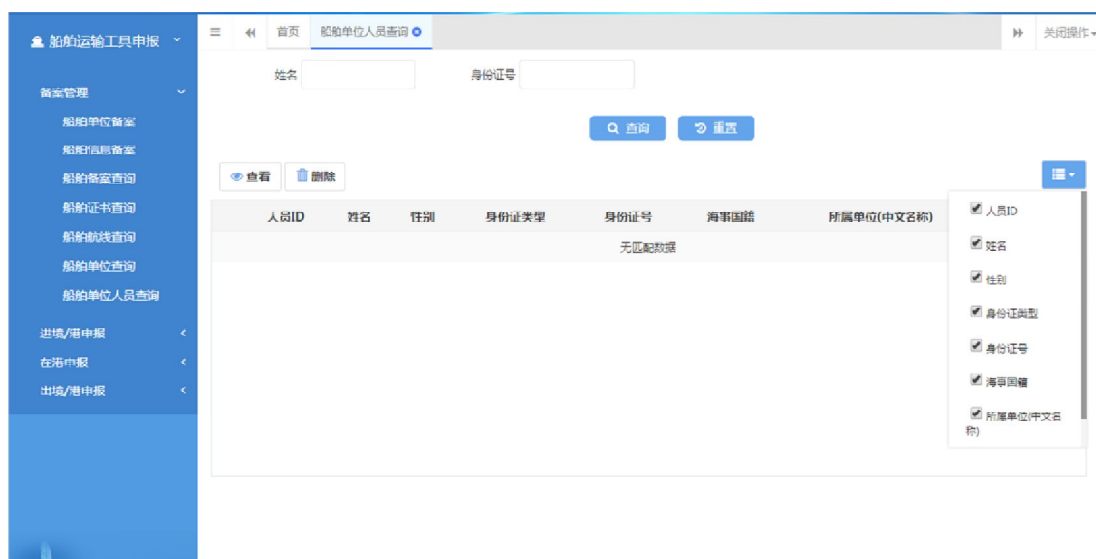 船舶运输工具申报
备案管理
船舶单位备案
船舶信息备案
船舶备案查询
船舶证书查询
船舶航线查询
船舶单位查询
船舶单位人员查询
进境/港申报
在港申报
出境/港申报
首页 船舶单位人员查询 关闭操作
姓名 身份证号
查询 重置
查看 删除
人员ID 姓名 性别 身份证类型 身份证号 海事国籍 所属单位(中文名称)
无匹配数据
人员ID
姓名
性别
身份证类型
身份证号
海事国籍
所属单位(中文名
称)